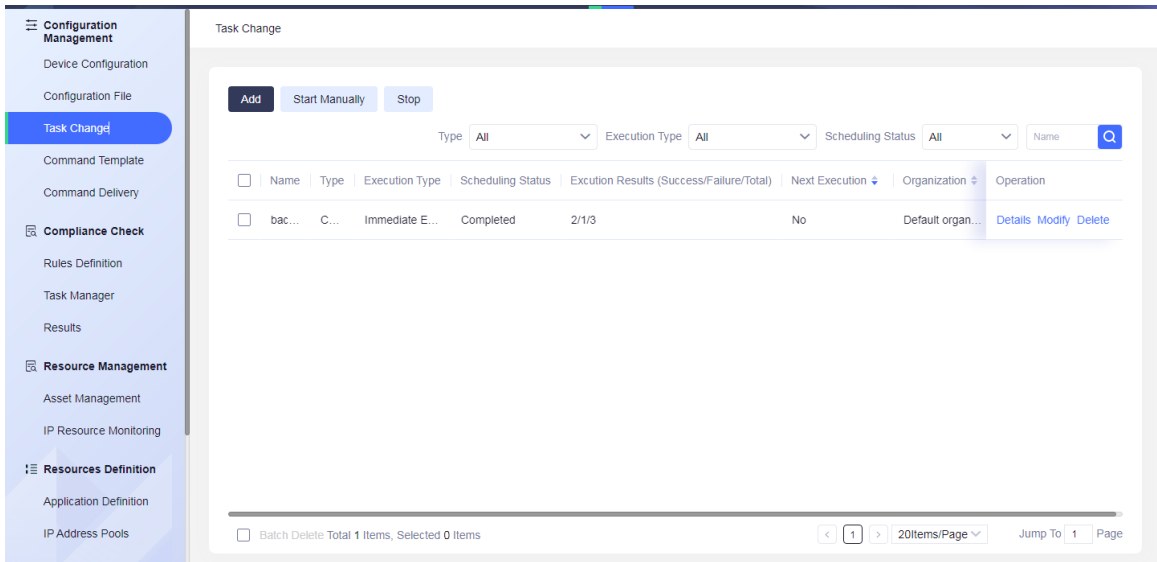 Configuration
Management
Device Configuration
Configuration File
Task Change
Command Template
Command Delivery
Compliance Check
Rules Definition
Task Manager
Results
Resource Management
Asset Management
IP Resource Monitoring
Resources Definition
Application Definition
IP Address Pools
Task Change
Add Start Manually Stop
Type All Execution Type All Scheduling Status All Name
Name Type Execution Type Scheduling Status Excution Results (Success/Failure/Total) Next Execution Organization Operation
bac... C... Immediate E... Completed 2/1/3 No Default organ... Details Modify Delete
Batch Delete Total 1 Items, Selected 0 Items < 1 > 20Items/Page Jump To 1 Page